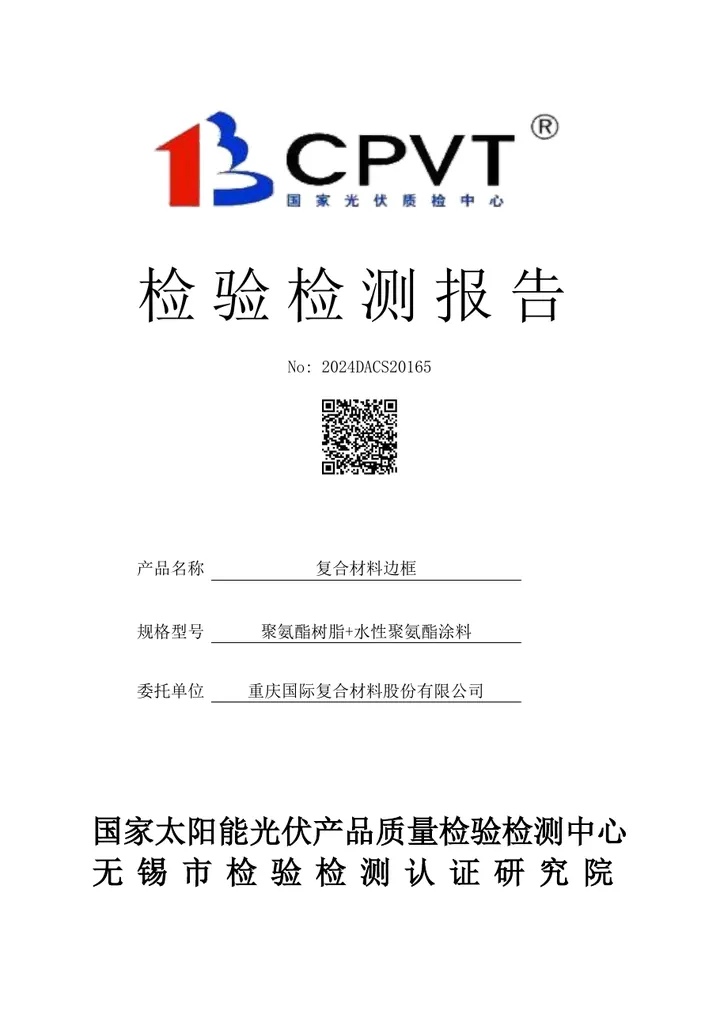 CPVT ®
国家光伏质检中心
检验检测报告
No: 2024DACS20165
产品名称 复合材料边框
规格型号 聚氨酯树脂+水性聚氨酯涂料
委托单位 重庆国际复合材料股份有限公司
国家太阳能光伏产品质量检验检测中心
无锡市检验检测认证研究院